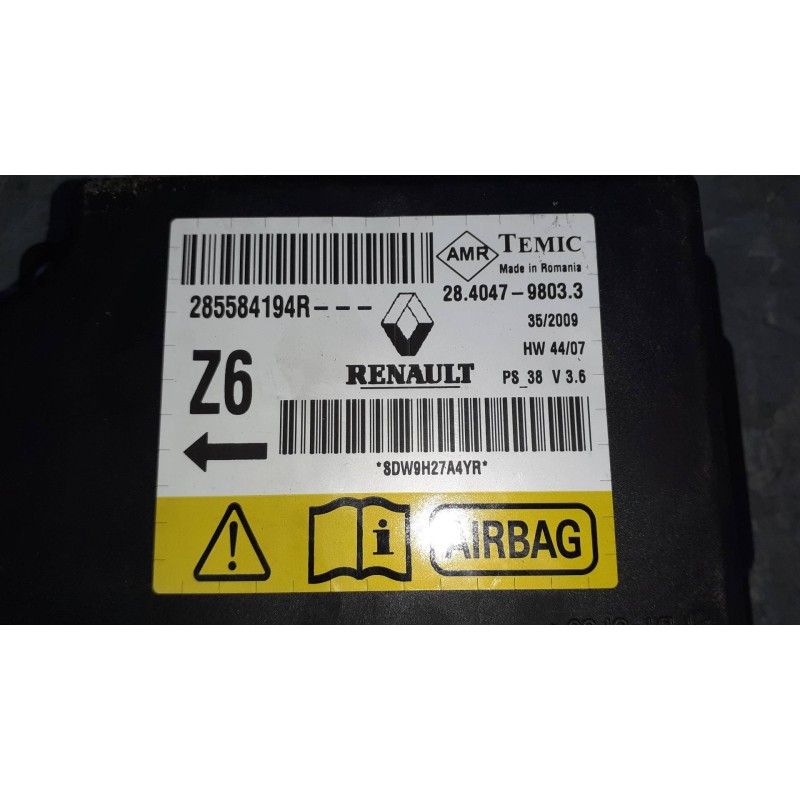 AMR TEMIC
Made in Romania
285584194R--- 28.4047-9803.3
35/2009
Z6 HW 44/07
RENAULT PS_38 V 3.6
*8DW9H27A4YR*
i AIRBAG